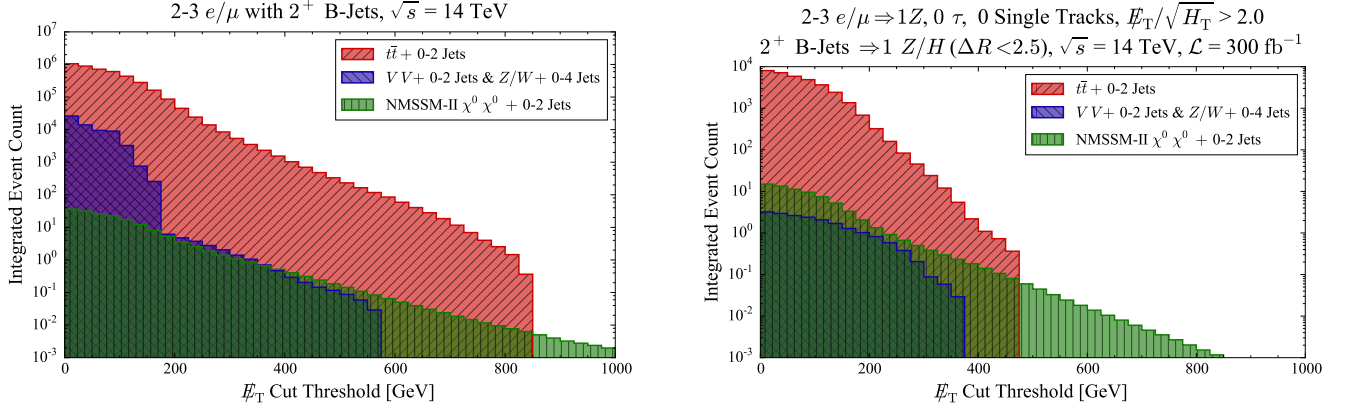 2-3 e/μ with 2⁺ B-Jets, √s = 14 TeV
Integrated Event Count
10⁷
10⁶
10⁵
10⁴
10³
10²
10¹
10⁰
10⁻¹
10⁻²
10⁻³
tt̄ + 0-2 Jets
V V + 0-2 Jets & Z/W + 0-4 Jets
NMSSM-II χ⁰ χ⁰ + 0-2 Jets
0 200 400 600 800 1000
E̸_T Cut Threshold [GeV]
2-3 e/μ ⇒ 1Z, 0 τ, 0 Single Tracks, E̸_T/√H_T > 2.0
2⁺ B-Jets ⇒ 1 Z/H (ΔR < 2.5), √s = 14 TeV, ℒ = 300 fb⁻¹
Integrated Event Count
10⁴
10³
10²
10¹
10⁰
10⁻¹
10⁻²
10⁻³
tt̄ + 0-2 Jets
V V + 0-2 Jets & Z/W + 0-4 Jets
NMSSM-II χ⁰ χ⁰ + 0-2 Jets
0 200 400 600 800 1000
E̸_T Cut Threshold [GeV]